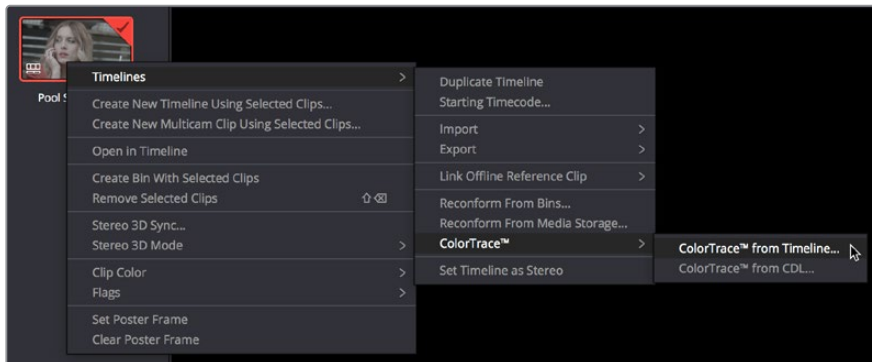 Pool S
Timelines >
Create New Timeline Using Selected Clips...
Create New Multicam Clip Using Selected Clips...
Open in Timeline
Create Bin With Selected Clips
Remove Selected Clips ⇧⌫
Stereo 3D Sync...
Stereo 3D Mode >
Clip Color >
Flags >
Set Poster Frame
Clear Poster Frame
Duplicate Timeline
Starting Timecode...
Import >
Export >
Link Offline Reference Clip >
Reconform From Bins...
Reconform From Media Storage...
ColorTrace™ >
Set Timeline as Stereo
ColorTrace™ from Timeline...
ColorTrace™ from CDL...